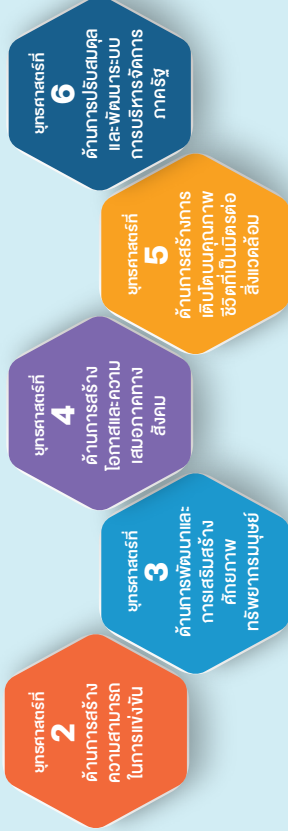 ยุทธศาสตร์ที่
2
ด้านการสร้าง
ความสามารถ
ในการแข่งขัน
ยุทธศาสตร์ที่
3
ด้านการพัฒนาและ
การเสริมสร้าง
ศักยภาพ
ทรัพยากรมนุษย์
ยุทธศาสตร์ที่
4
ด้านการสร้าง
โอกาสและความ
เสมอภาคทาง
สังคม
ยุทธศาสตร์ที่
5
ด้านการสร้างการ
เติบโตบนคุณภาพ
ชีวิตที่เป็นมิตรต่อ
สิ่งแวดล้อม
ยุทธศาสตร์ที่
6
ด้านการปรับสมดุล
และพัฒนาระบบ
การบริหารจัดการ
ภาครัฐ